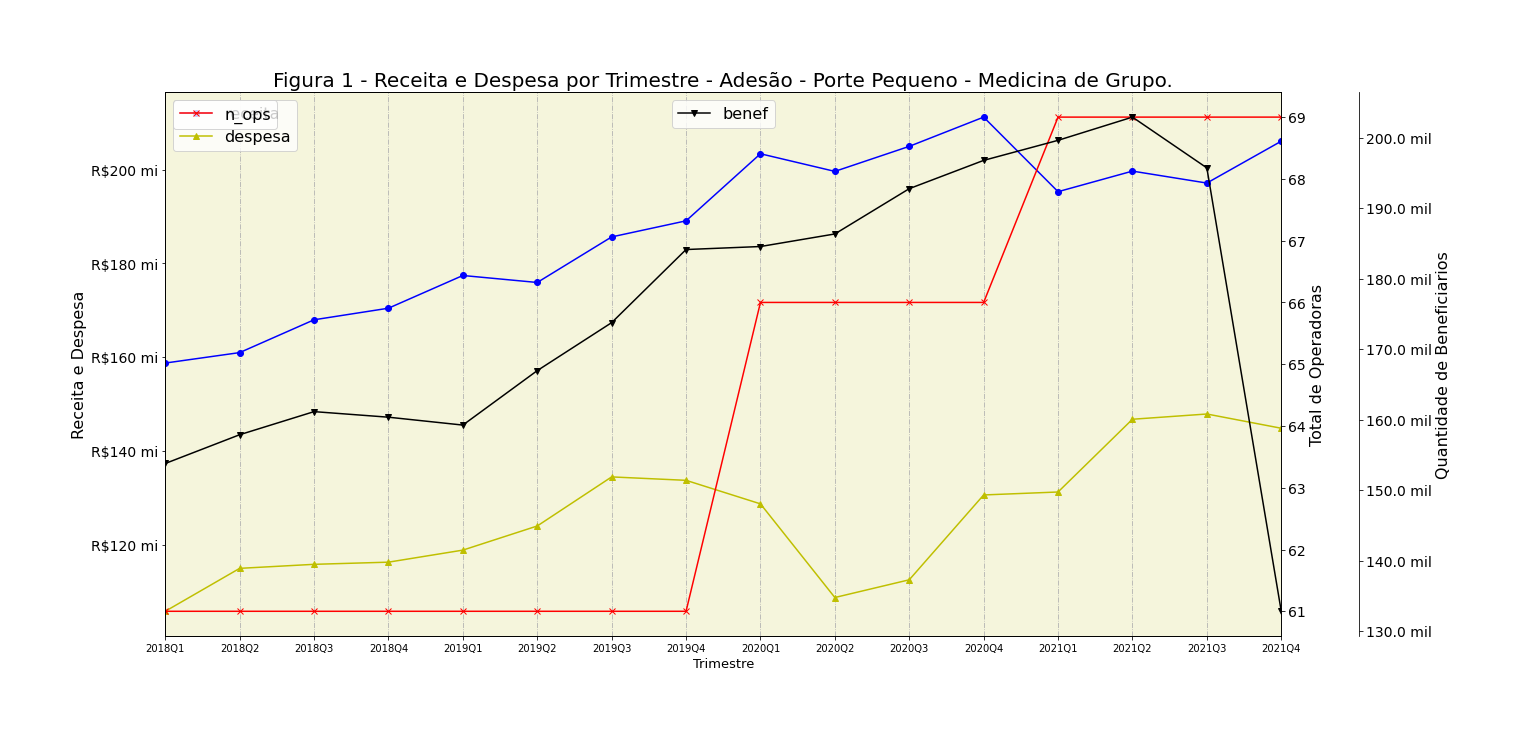 Figura 1 - Receita e Despesa por Trimestre - Adesão - Porte Pequeno - Medicina de Grupo.
n_ops
receita
despesa
benef
Receita e Despesa
R$200 mi
R$180 mi
R$160 mi
R$140 mi
R$120 mi
69
68
67
66
65
64
63
62
61
Total de Operadoras
200.0 mil
190.0 mil
180.0 mil
170.0 mil
160.0 mil
150.0 mil
140.0 mil
130.0 mil
Quantidade de Beneficiarios
2018Q1 2018Q2 2018Q3 2018Q4 2019Q1 2019Q2 2019Q3 2019Q4 2020Q1 2020Q2 2020Q3 2020Q4 2021Q1 2021Q2 2021Q3 2021Q4
Trimestre